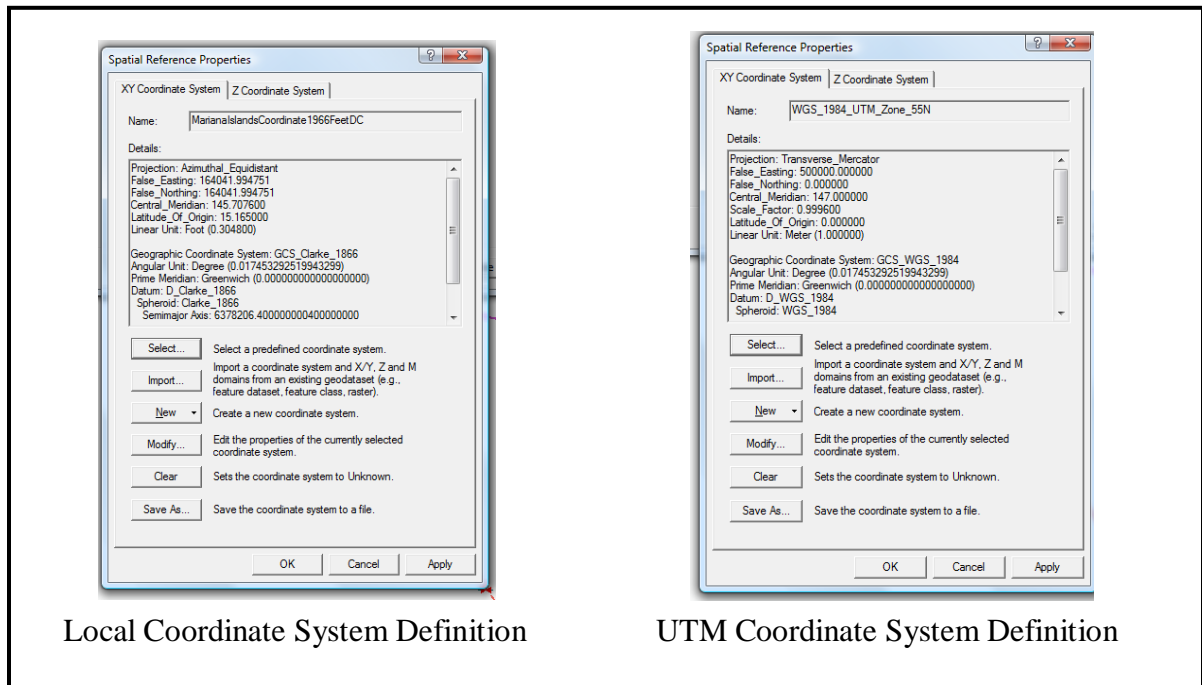 Spatial Reference Properties
XY Coordinate System
Z Coordinate System
Name:
MarianaIslandsCoordinate1966FeetDC
Details:
Projection: Azimuthal_Equidistant
False_Easting: 164041.994751
False_Northing: 164041.994751
Central_Meridian: 145.707600
Latitude_Of_Origin: 15.165000
Linear Unit: Foot (0.304800)
Geographic Coordinate System: GCS_Clarke_1866
Angular Unit: Degree (0.017453292519943299)
Prime Meridian: Greenwich (0.000000000000000000)
Datum: D_Clarke_1866
Spheroid: Clarke_1866
Semimajor Axis: 6378206.400000000400000000
Select...
Select a predefined coordinate system.
Import...
Import a coordinate system and X/Y, Z and M
domains from an existing geodataset (e.g.,
feature dataset, feature class, raster).
New
Create a new coordinate system.
Modify...
Edit the properties of the currently selected
coordinate system.
Clear
Sets the coordinate system to Unknown.
Save As...
Save the coordinate system to a file.
OK
Cancel
Apply
Local Coordinate System Definition
Spatial Reference Properties
XY Coordinate System
Z Coordinate System
Name:
WGS_1984_UTM_Zone_55N
Details:
Projection: Transverse_Mercator
False_Easting: 500000.000000
False_Northing: 0.000000
Central_Meridian: 147.000000
Scale_Factor: 0.999600
Latitude_Of_Origin: 0.000000
Linear Unit: Meter (1.000000)
Geographic Coordinate System: GCS_WGS_1984
Angular Unit: Degree (0.017453292519943299)
Prime Meridian: Greenwich (0.000000000000000000)
Datum: D_WGS_1984
Spheroid: WGS_1984
Select...
Select a predefined coordinate system.
Import...
Import a coordinate system and X/Y, Z and M
domains from an existing geodataset (e.g.,
feature dataset, feature class, raster).
New
Create a new coordinate system.
Modify...
Edit the properties of the currently selected
coordinate system.
Clear
Sets the coordinate system to Unknown.
Save As...
Save the coordinate system to a file.
OK
Cancel
Apply
UTM Coordinate System Definition